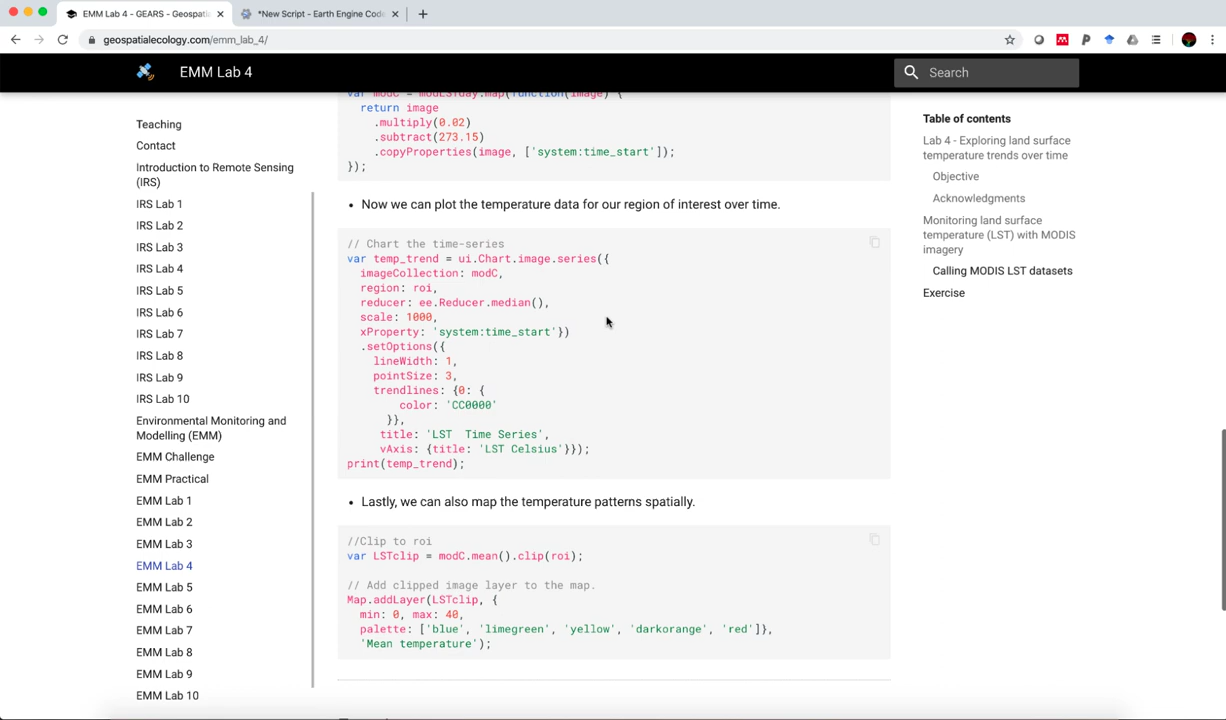 EMM Lab 4 - GEARS - Geospatia
*New Script - Earth Engine Code
geospatialecology.com/emm_lab_4/
EMM Lab 4
Search
Teaching
Contact
Introduction to Remote Sensing
(IRS)
IRS Lab 1
IRS Lab 2
IRS Lab 3
IRS Lab 4
IRS Lab 5
IRS Lab 6
IRS Lab 7
IRS Lab 8
IRS Lab 9
IRS Lab 10
Environmental Monitoring and
Modelling (EMM)
EMM Challenge
EMM Practical
EMM Lab 1
EMM Lab 2
EMM Lab 3
EMM Lab 4
EMM Lab 5
EMM Lab 6
EMM Lab 7
EMM Lab 8
EMM Lab 9
EMM Lab 10
var modC = modLSTday.map(function(image) {
return image
.multiply(0.02)
.subtract(273.15)
.copyProperties(image, ['system:time_start']);
});
• Now we can plot the temperature data for our region of interest over time.
// Chart the time-series
var temp_trend = ui.Chart.image.series({
imageCollection: modC,
region: roi,
reducer: ee.Reducer.median(),
scale: 1000,
xProperty: 'system:time_start'})
.setOptions({
lineWidth: 1,
pointSize: 3,
trendlines: {0: {
color: 'CC0000'
}},
title: 'LST  Time Series',
vAxis: {title: 'LST Celsius'}});
print(temp_trend);
• Lastly, we can also map the temperature patterns spatially.
//Clip to roi
var LSTclip = modC.mean().clip(roi);
// Add clipped image layer to the map.
Map.addLayer(LSTclip, {
min: 0, max: 40,
palette: ['blue', 'limegreen', 'yellow', 'darkorange', 'red']},
'Mean temperature');
Table of contents
Lab 4 - Exploring land surface
temperature trends over time
Objective
Acknowledgments
Monitoring land surface
temperature (LST) with MODIS
imagery
Calling MODIS LST datasets
Exercise